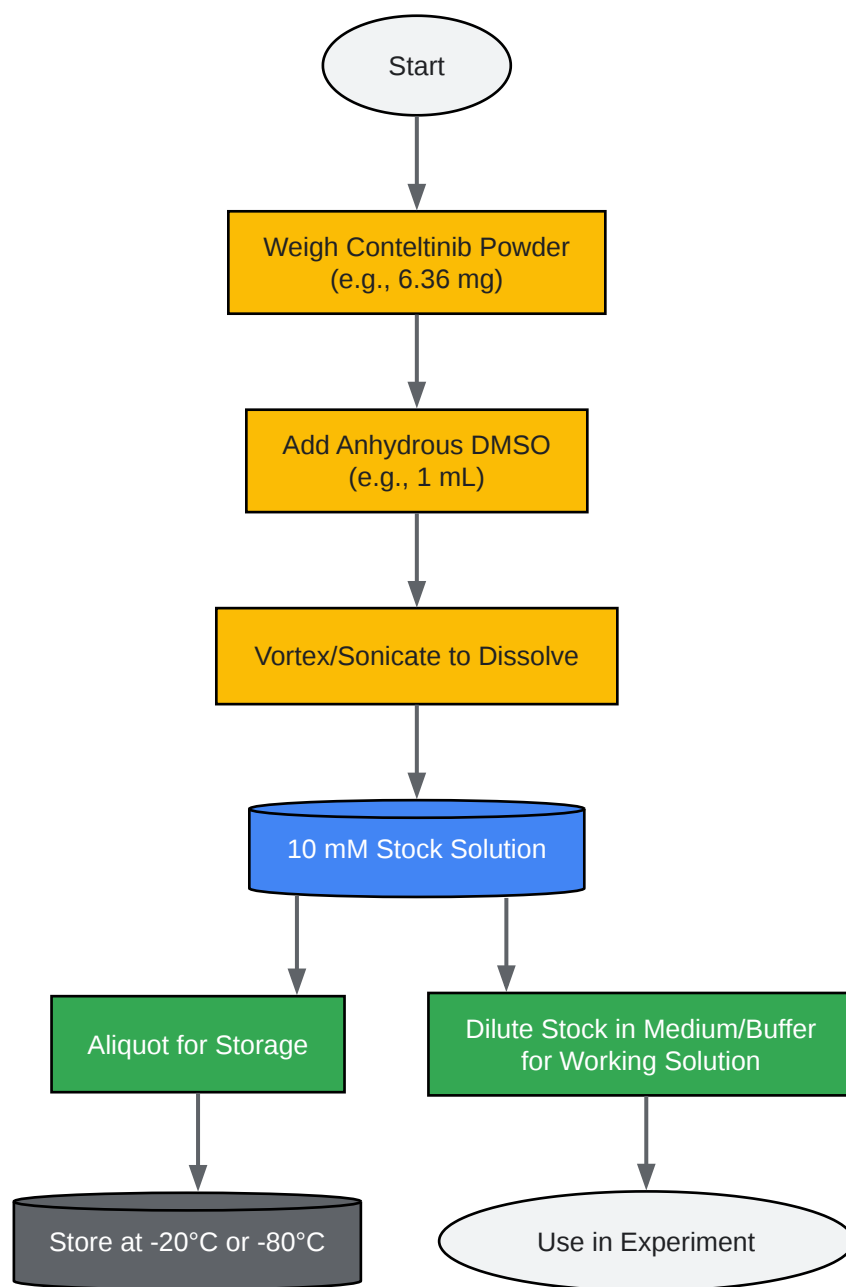 Start
Weigh Conteltinib Powder
(e.g., 6.36 mg)
Add Anhydrous DMSO
(e.g., 1 mL)
Vortex/Sonicate to Dissolve
10 mM Stock Solution
Aliquot for Storage
Dilute Stock in Medium/Buffer
for Working Solution
Store at -20°C or -80°C
Use in Experiment